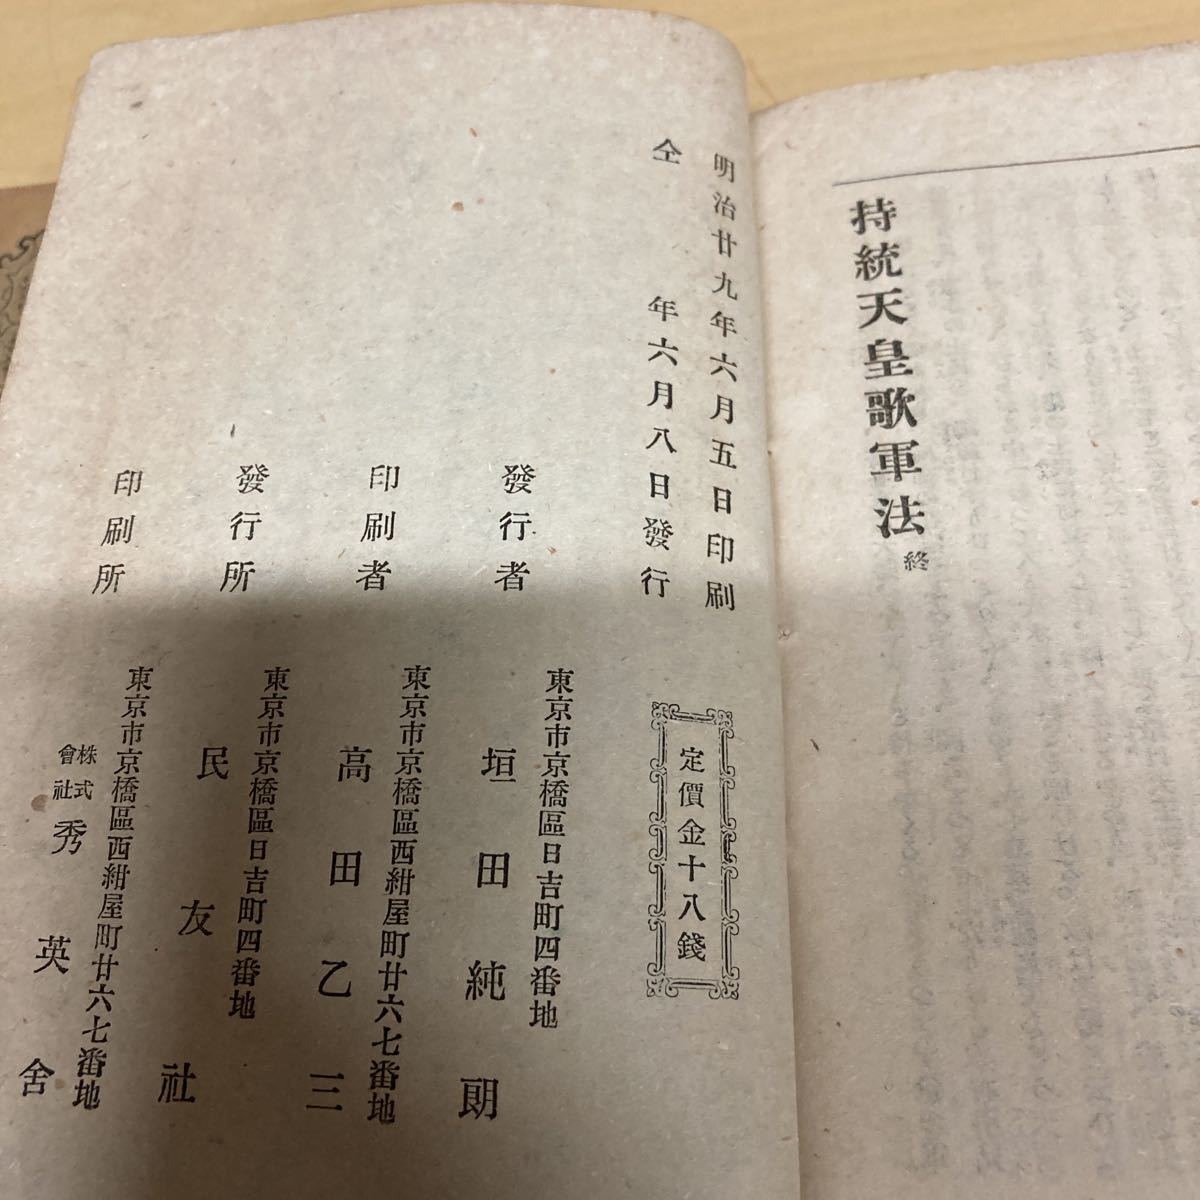 持統天皇歌軍法 終
明治廿九年六月五日印刷
仝年六月八日發行
定價金十八錢
發行者
東京市京橋區日吉町四番地
垣田純朗
印刷者
東京市京橋區西紺屋町廿六七番地
高田乙三
發行所
東京市京橋區日吉町四番地
民友社
印刷所
東京市京橋區西紺屋町廿六七番地
株式會社 秀英舍